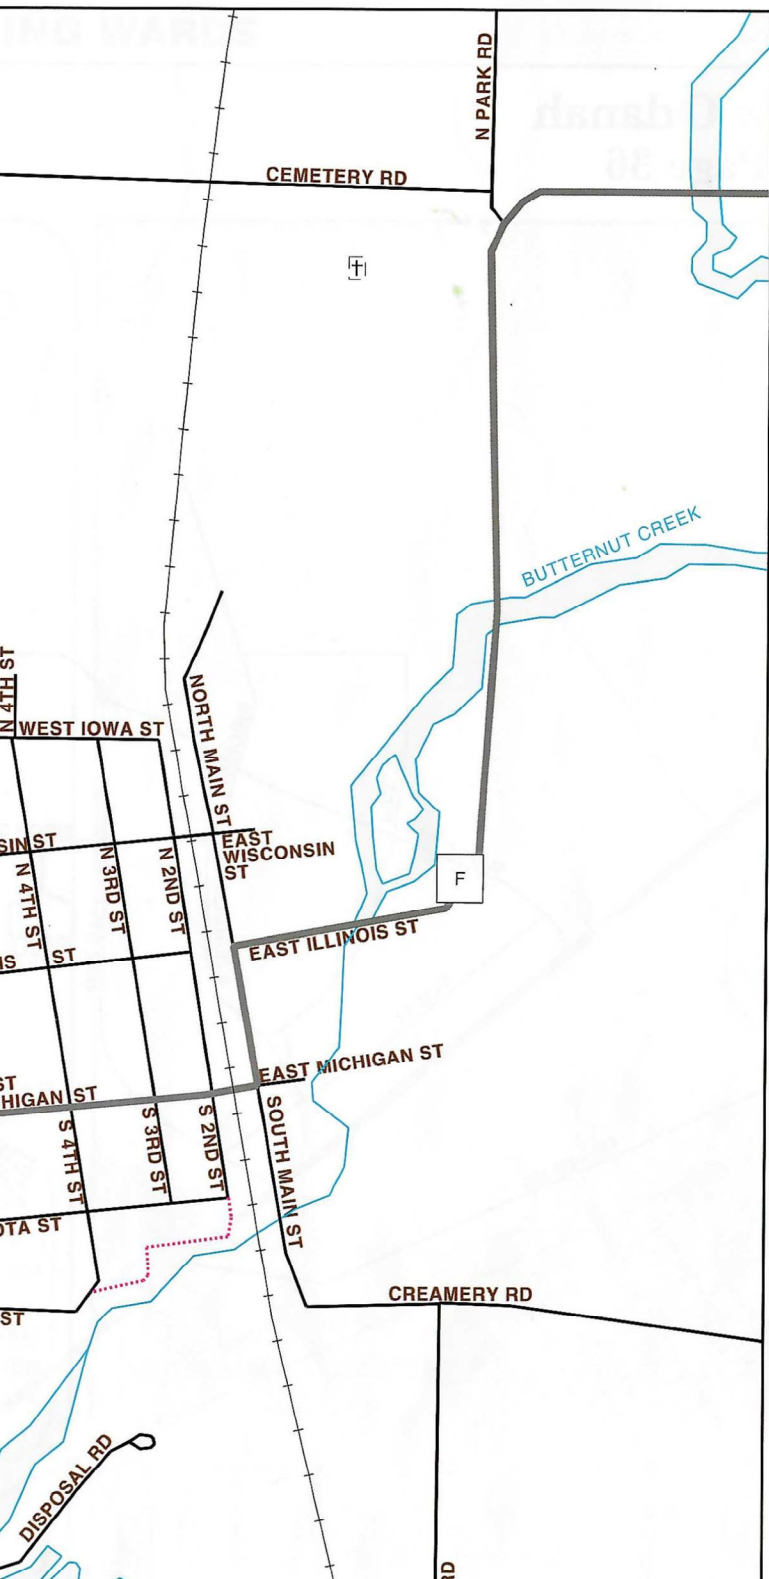 N PARK RD
CEMETERY RD
BUTTERNUT CREEK
N 4TH ST
WEST IOWA ST
NORTH MAIN ST
SIN ST
EAST
WISCONSIN
ST
N 4TH ST
N 3RD ST
N 2ND ST
F
EAST ILLINOIS ST
IS ST
EAST MICHIGAN ST
ST
HIGAN ST
S 4TH ST
S 3RD ST
S 2ND ST
SOUTH MAIN ST
OTA ST
CREAMERY RD
ST
DISPOSAL RD
RD